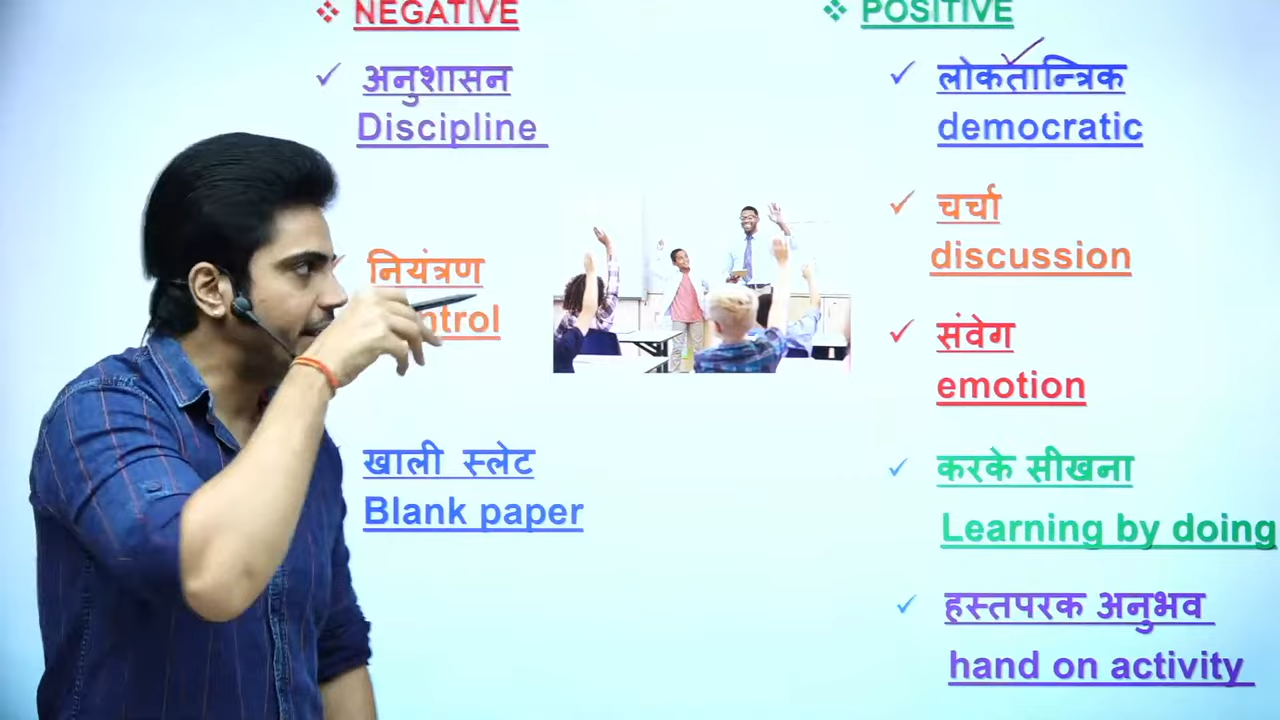 NEGATIVE
अनुशासन
Discipline
नियंत्रण
ntrol
खाली स्लेट
Blank paper
POSITIVE
लोकतान्त्रिक
democratic
चर्चा
discussion
संवेग
emotion
करके सीखना
Learning by doing
हस्तपरक अनुभव
hand on activity